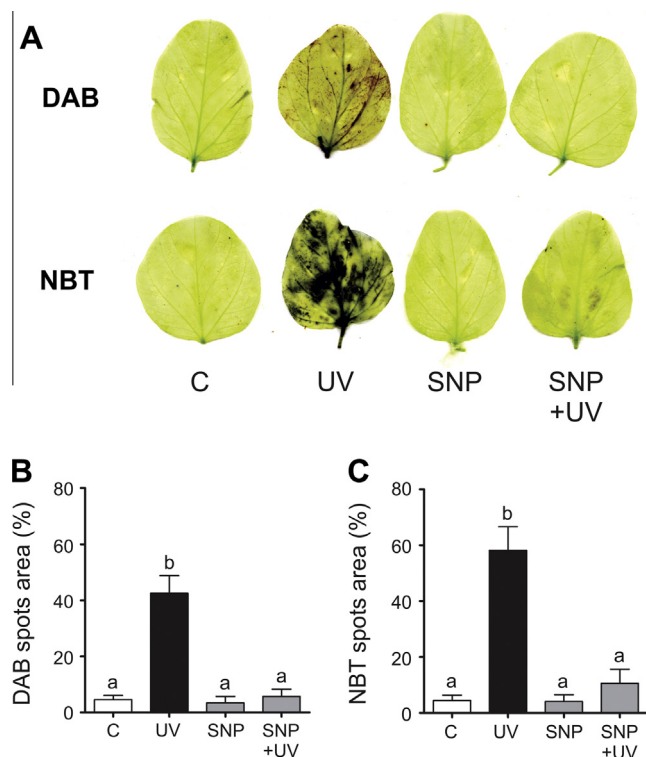 A
DAB
NBT
C UV SNP SNP
+UV
B
DAB spots area (%)
80
60
40
20
0
a b a a
C UV SNP SNP
+UV
C
NBT spots area (%)
80
60
40
20
0
a b a a
C UV SNP SNP
+UV